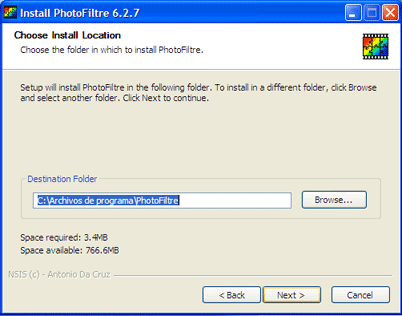 Install PhotoFiltre 6.2.7
Choose Install Location
Choose the folder in which to install PhotoFiltre.
Setup will install PhotoFiltre in the following folder. To install in a different folder, click Browse
and select another folder. Click Next to continue.
Destination Folder
C:\Archivos de programa\PhotoFiltre
Browse...
Space required: 3.4MB
Space available: 766.6MB
NSIS (c) - Antonio Da Cruz
< Back
Next >
Cancel